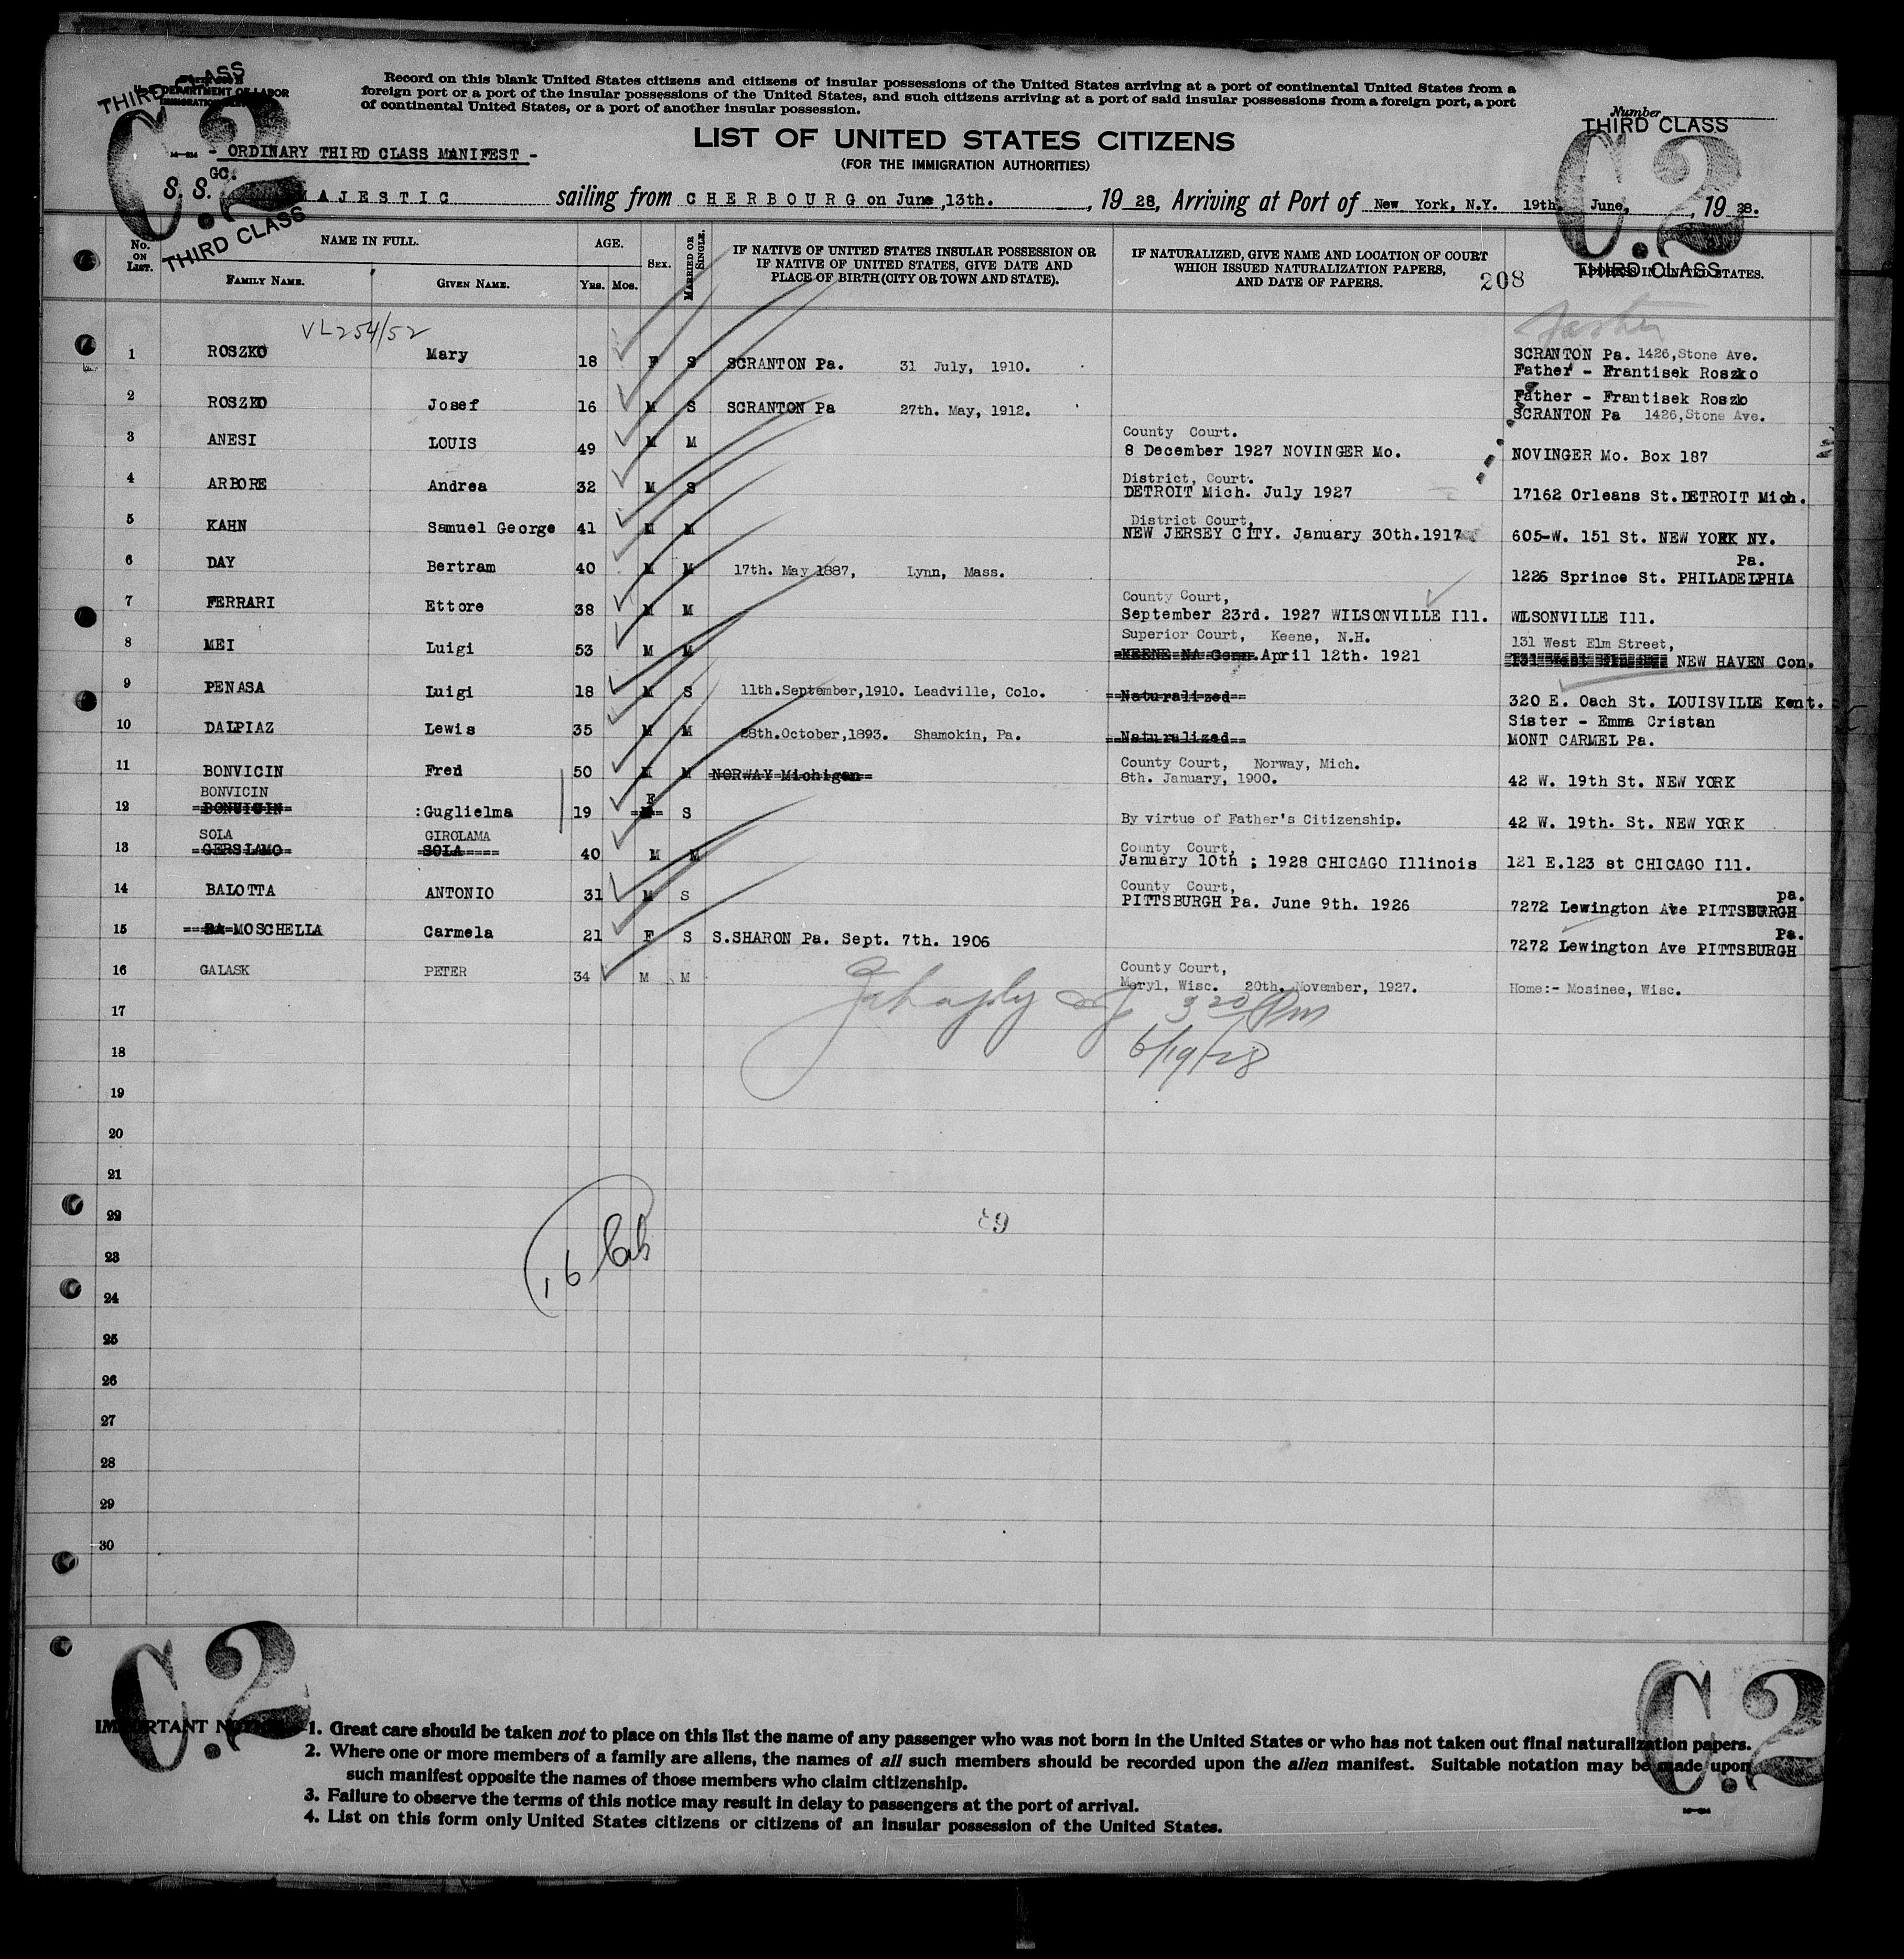 THIRD CLASS
DEPARTMENT OF LABOR
C.2
Record on this blank United States citizens and citizens of insular possessions of the United States arriving at a port of continental United States from a
foreign port or a port of the insular possessions of the United States, and such citizens arriving at a port of said insular possessions from a foreign port, a port
of continental United States, or a port of another insular possession.
Number
THIRD CLASS
C.2
LIST OF UNITED STATES CITIZENS
(FOR THE IMMIGRATION AUTHORITIES)
- ORDINARY THIRD CLASS MANIFEST -
GC.
S. S. MAJESTIC sailing from CHERBOURG on June ,13th. , 19 28, Arriving at Port of New York, N.Y. 19th June, , 19 28.
THIRD CLASS
THIRD CLASS
No. ON LIST. NAME IN FULL. FAMILY NAME. GIVEN NAME. AGE. YRS. MOS. SEX. MARRIED OR SINGLE. IF NATIVE OF UNITED STATES INSULAR POSSESSION OR IF NATIVE OF UNITED STATES, GIVE DATE AND PLACE OF BIRTH (CITY OR TOWN AND STATE). IF NATURALIZED, GIVE NAME AND LOCATION OF COURT WHICH ISSUED NATURALIZATION PAPERS, AND DATE OF PAPERS. 208 ADDRESS IN UNITED STATES.
VL254/52
1 ROSZKO Mary 18 F S SCRANTON Pa. 31 July, 1910. SCRANTON Pa. 1426,Stone Ave.
Father - Frantisek Roszko
2 ROSZKO Josef 16 M S SCRANTON Pa 27th. May, 1912. Father - Frantisek Roszko
SCRANTON Pa 1426,Stone Ave.
County Court.
3 ANESI LOUIS 49 M M 8 December 1927 NOVINGER Mo. NOVINGER Mo. Box 187
District, Court.
4 ARBORE Andrea 32 M S DETROIT Mich. July 1927 17162 Orleans St. DETROIT Mich.
District Court,
5 KAHN Samuel George 41 M M NEW JERSEY CITY. January 30th.1917 605-W. 151 St. NEW YORK NY.
Pa.
6 DAY Bertram 40 M M 17th. May 1887, Lynn, Mass. 1226 Sprince St. PHILADELPHIA
County Court,
7 FERRARI Ettore 38 M M September 23rd. 1927 WILSONVILLE Ill. WILSONVILLE Ill.
Superior Court, Keene, N.H. 131 West Elm Street,
8 MEI Luigi 53 M M KEENE NA Conn. April 12th. 1921 NEW HAVEN Con.
9 PENASA Luigi 18 M S 11th.September,1910. Leadville, Colo. Naturalized 320 E. Oach St. LOUISVILLE Kent.
Sister - Emma Cristan
10 DALPIAZ Lewis 35 M M 28th.October,1893. Shamokin, Pa. Naturalized MONT CARMEL Pa.
County Court, Norway, Mich.
11 BONVICIN Fred 50 M M NORWAY Michigan 8th. January, 1900. 42 W. 19th St. NEW YORK
BONVICIN F
12 BONUICIN :Guglielma 19 S By virtue of Father's Citizenship. 42 W. 19th. St. NEW YORK
SOLA GIROLAMA County Court,
13 GERSLAMO SOLA 40 M M January 10th ; 1928 CHICAGO Illinois 121 E.123 st CHICAGO Ill.
County Court, pa.
14 BALOTTA ANTONIO 31 M S PITTSBURGH Pa. June 9th. 1926 7272 Lewington Ave PITTSBURGH
Pa.
15 DA MOSCHELLA Carmela 21 F S S.SHARON Pa. Sept. 7th. 1906 7272 Lewington Ave PITTSBURGH
County Court,
16 GALASK PETER 34 M M Meryl, Wisc. 20th. November, 1927. Home:- Mosinee, Wisc.
17
3 20 Pm
18
6/19/28
19
20
21
22
16
23
24
25
26
27
28
29
30
C.2
C.2
IMPORTANT NOTICE 1. Great care should be taken not to place on this list the name of any passenger who was not born in the United States or who has not taken out final naturalization papers.
2. Where one or more members of a family are aliens, the names of all such members should be recorded upon the alien manifest. Suitable notation may be made upon
such manifest opposite the names of those members who claim citizenship.
3. Failure to observe the terms of this notice may result in delay to passengers at the port of arrival.
4. List on this form only United States citizens or citizens of an insular possession of the United States.